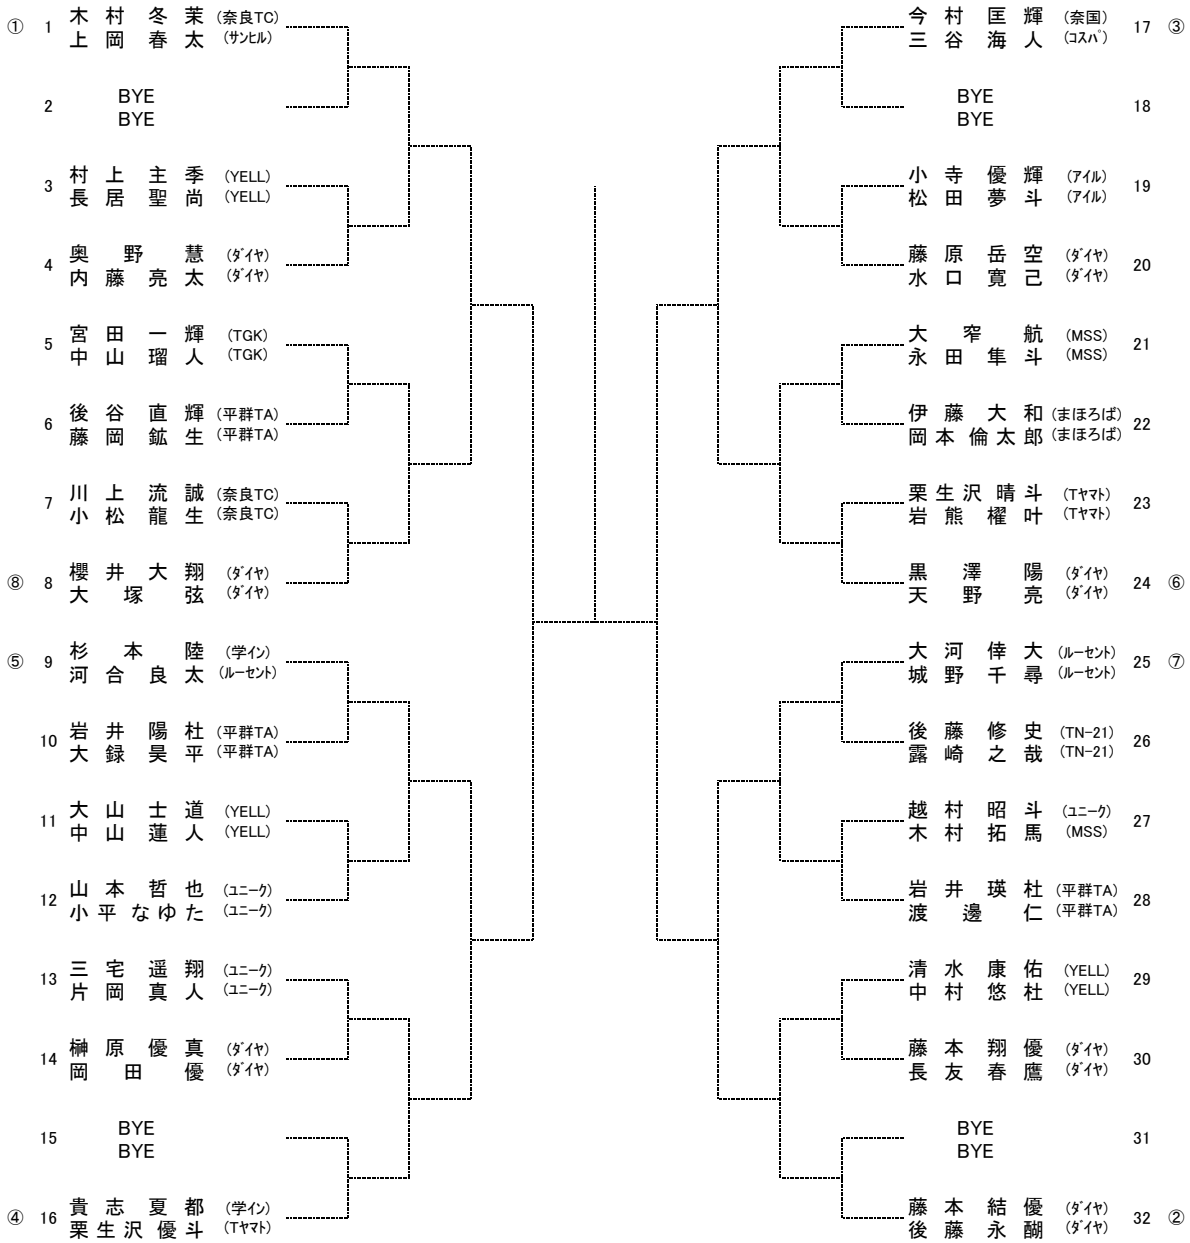 ① 1 木村 冬茉 (奈良TC)
上岡 春太 (サンヒル)
2 BYE
BYE
3 村上 主季 (YELL)
長居 聖尚 (YELL)
4 奥野 慧 (ダイヤ)
内藤 亮太 (ダイヤ)
5 宮田 一輝 (TGK)
中山 瑠人 (TGK)
6 後谷 直輝 (平群TA)
藤岡 鉱生 (平群TA)
7 川上 流誠 (奈良TC)
小松 龍生 (奈良TC)
⑧ 8 櫻井 大翔 (ダイヤ)
大塚 弦 (ダイヤ)
⑤ 9 杉本 陸 (学イン)
河合 良太 (ルーセント)
10 岩井 陽杜 (平群TA)
大録 昊平 (平群TA)
11 大山 士道 (YELL)
中山 蓮人 (YELL)
12 山本 哲也 (ユニーク)
小平 なゆた (ユニーク)
13 三宅 遥翔 (ユニーク)
片岡 真人 (ユニーク)
14 榊原 優真 (ダイヤ)
岡田 優 (ダイヤ)
15 BYE
BYE
④ 16 貴志 夏都 (学イン)
栗生沢 優斗 (Tヤマト)
今村 匡輝 (奈国) 17 ③
三谷 海人 (コスパ)
BYE 18
BYE
小寺 優輝 (アイル) 19
松田 夢斗 (アイル)
藤原 岳空 (ダイヤ) 20
水口 寛己 (ダイヤ)
大窄 航 (MSS) 21
永田 隼斗 (MSS)
伊藤 大和 (まほろば) 22
岡本 倫太郎 (まほろば)
栗生沢 晴斗 (Tヤマト) 23
岩熊 櫂叶 (Tヤマト)
黒澤 陽 (ダイヤ) 24 ⑥
天野 亮 (ダイヤ)
大河 倖大 (ルーセント) 25 ⑦
城野 千尋 (ルーセント)
後藤 修史 (TN-21) 26
露崎 之哉 (TN-21)
越村 昭斗 (ユニーク) 27
木村 拓馬 (MSS)
岩井 瑛杜 (平群TA) 28
渡邊 仁 (平群TA)
清水 康佑 (YELL) 29
中村 悠杜 (YELL)
藤本 翔優 (ダイヤ) 30
長友 春鷹 (ダイヤ)
BYE 31
BYE
藤本 結優 (ダイヤ) 32 ②
後藤 永醐 (ダイヤ)